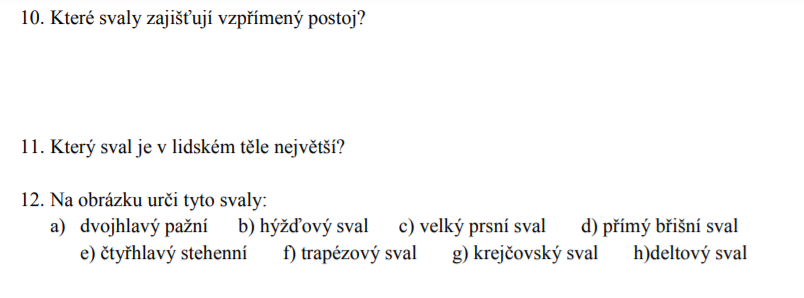 10. Které svaly zajišťují vzpřímený postoj?
11. Který sval je v lidském těle největší?
12. Na obrázku urči tyto svaly:
a) dvojhlavý pažní b) hýžďový sval c) velký prsní sval d) přímý břišní sval
e) čtyřhlavý stehenní f) trapézový sval g) krejčovský sval h)deltový sval